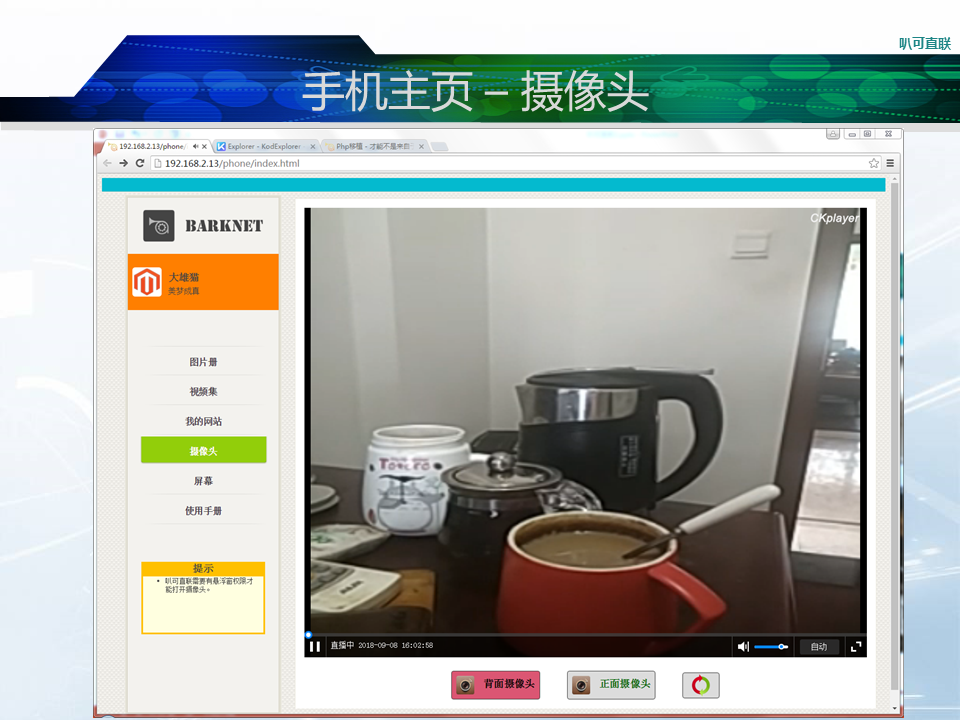 叭可直联
手机主页 – 摄像头
192.168.2.13/phone/
Explorer - KodExplorer -
Php移植 - 才能不是来自
192.168.2.13/phone/index.html
BARKNET
大雄猫
美梦成真
图片册
视频集
我的网站
摄像头
屏幕
使用手册
提示
叭可直联需要有悬浮窗权限才
能打开摄像头。
CKplayer
TOTORO
直播中 2018-09-08 16:02:58
自动
背面摄像头
正面摄像头